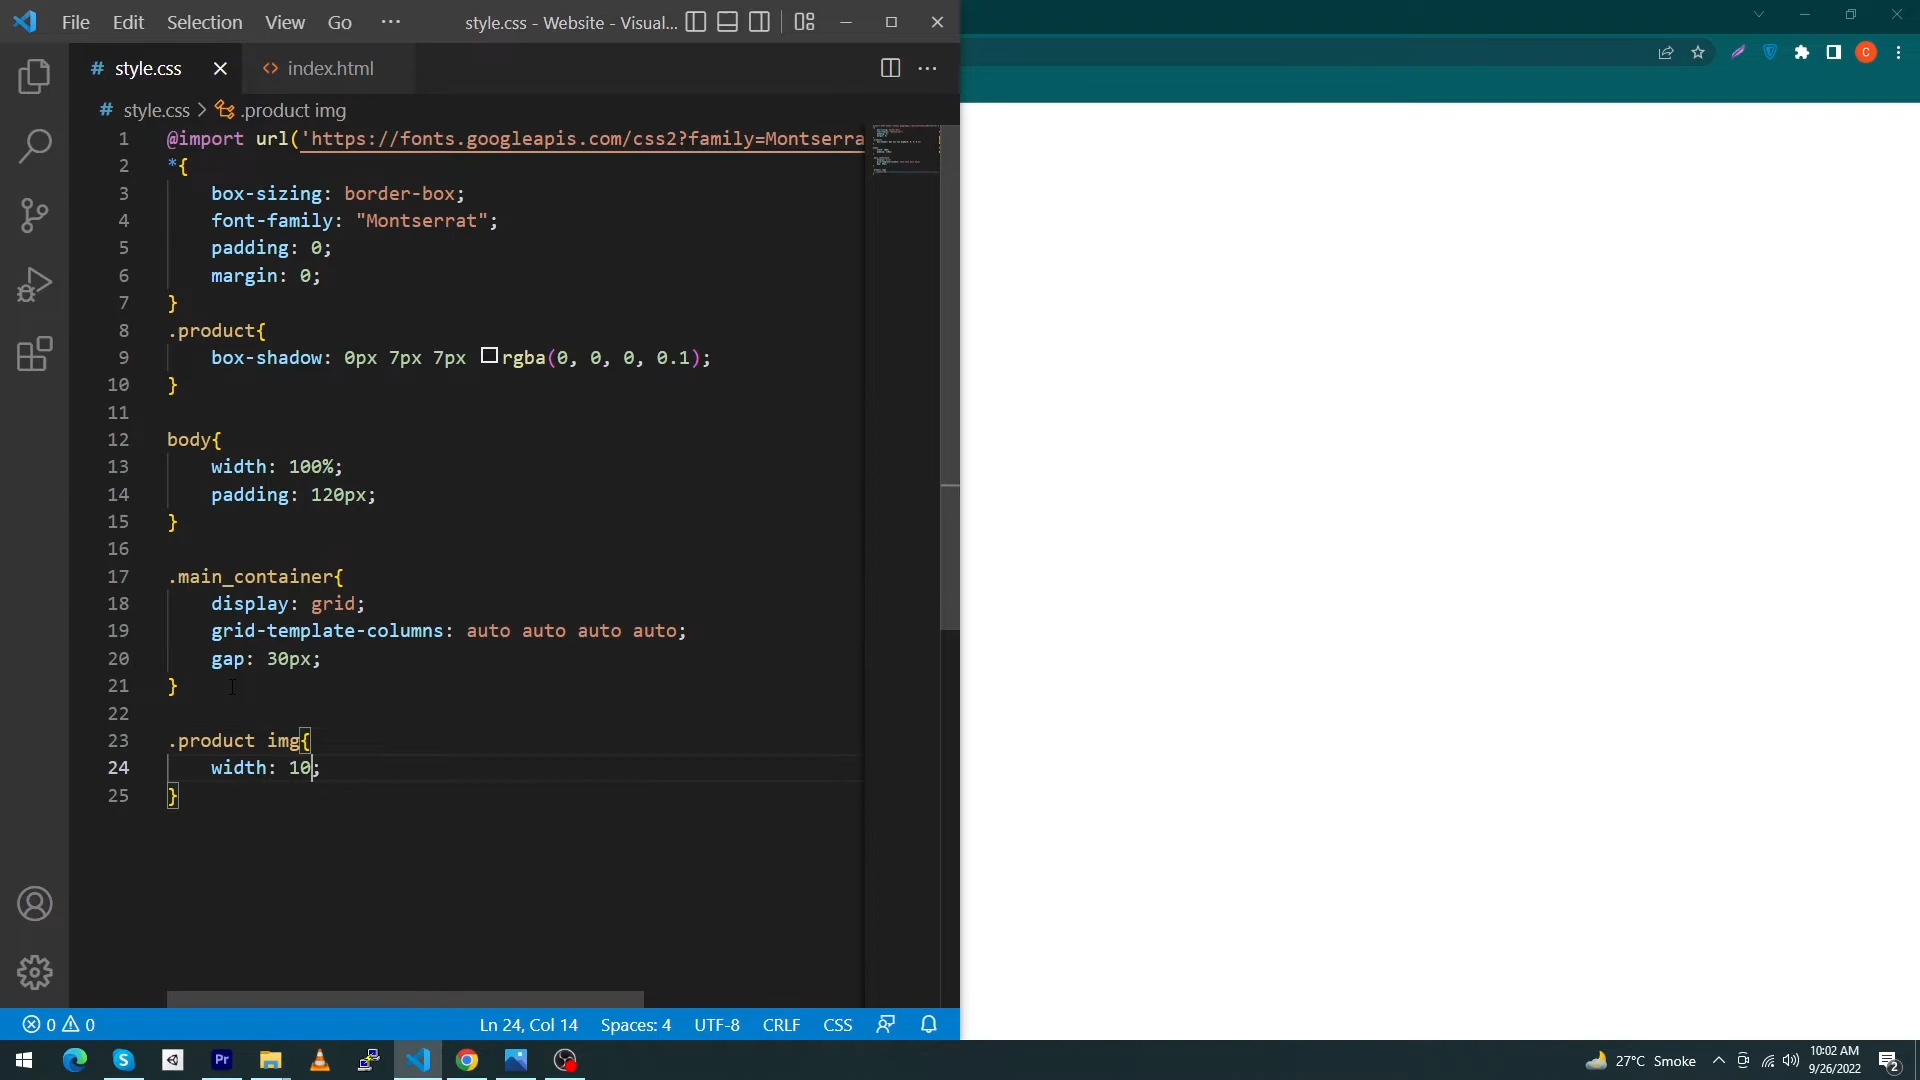 File Edit Selection View Go ··· style.css - Website - Visual...
# style.css × <> index.html ···
# style.css > .product img
1 @import url('https://fonts.googleapis.com/css2?family=Montserra
2 *{
3 box-sizing: border-box;
4 font-family: "Montserrat";
5 padding: 0;
6 margin: 0;
7 }
8 .product{
9 box-shadow: 0px 7px 7px rgba(0, 0, 0, 0.1);
10 }
11
12 body{
13 width: 100%;
14 padding: 120px;
15 }
16
17 .main_container{
18 display: grid;
19 grid-template-columns: auto auto auto auto;
20 gap: 30px;
21 }
22
23 .product img{
24 width: 10;
25 }
0 0 Ln 24, Col 14 Spaces: 4 UTF-8 CRLF CSS
C
S Pr 27°C Smoke 10:02 AM
9/26/2022 2